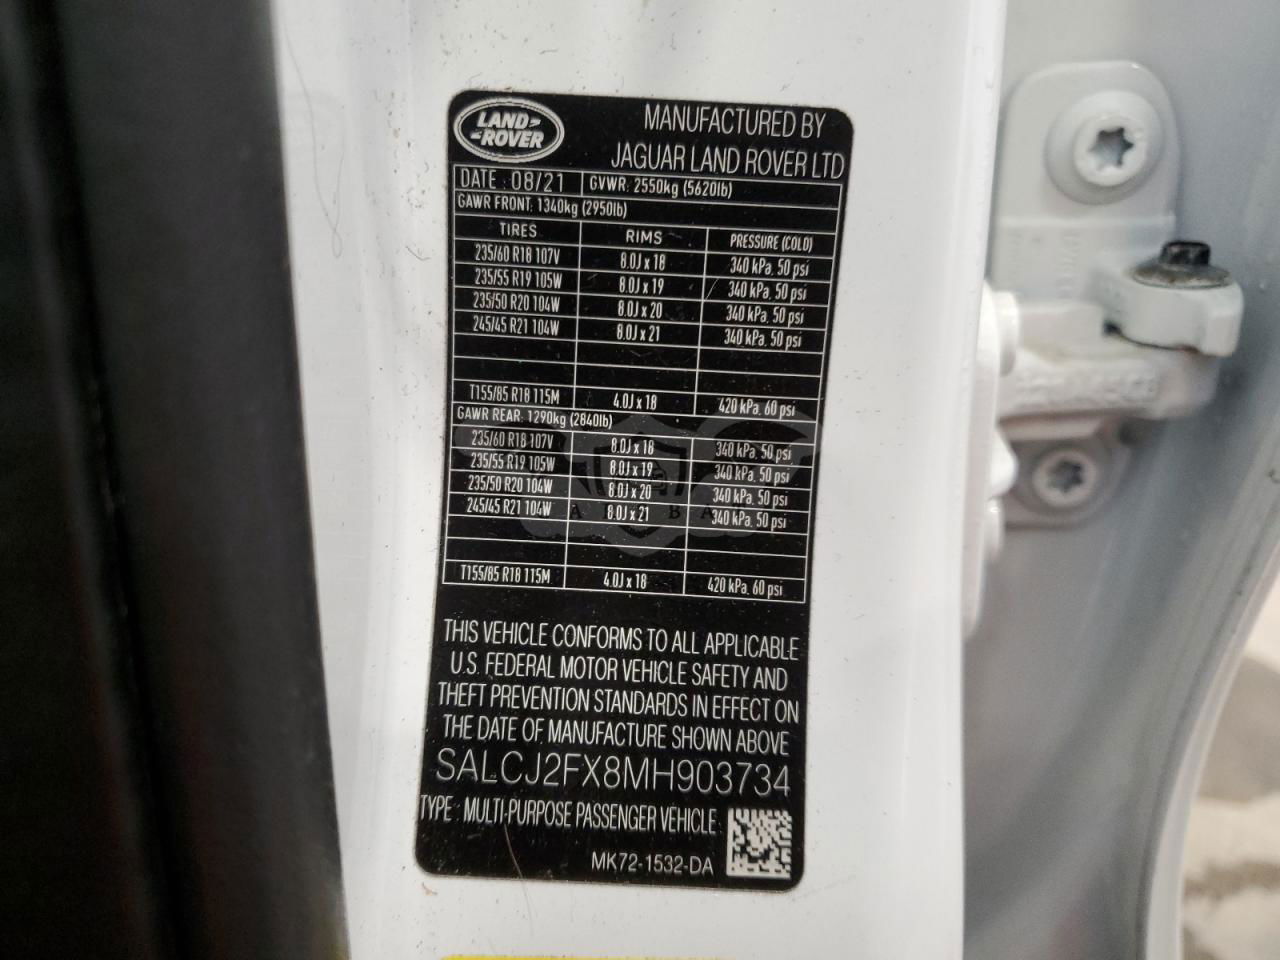 LAND ROVER
MANUFACTURED BY
JAGUAR LAND ROVER LTD
DATE: 08/21 GVWR: 2550kg (5620lb)
GAWR FRONT: 1340kg (2950lb)
TIRES RIMS PRESSURE (COLD)
235/60 R18 107V 8.0J x 18 340 kPa, 50 psi
235/55 R19 105W 8.0J x 19 340 kPa, 50 psi
235/50 R20 104W 8.0J x 20 340 kPa, 50 psi
245/45 R21 104W 8.0J x 21 340 kPa, 50 psi
T155/85 R18 115M 4.0J x 18 420 kPa, 60 psi
GAWR REAR: 1290kg (2840lb)
235/60 R18 107V 8.0J x 18 340 kPa, 50 psi
235/55 R19 105W 8.0J x 19 340 kPa, 50 psi
235/50 R20 104W 8.0J x 20 340 kPa, 50 psi
245/45 R21 104W 8.0J x 21 340 kPa, 50 psi
T155/85 R18 115M 4.0J x 18 420 kPa, 60 psi
THIS VEHICLE CONFORMS TO ALL APPLICABLE
U.S. FEDERAL MOTOR VEHICLE SAFETY AND
THEFT PREVENTION STANDARDS IN EFFECT ON
THE DATE OF MANUFACTURE SHOWN ABOVE
SALCJ2FX8MH903734
TYPE: MULTI-PURPOSE PASSENGER VEHICLE
MK72-1532-DA